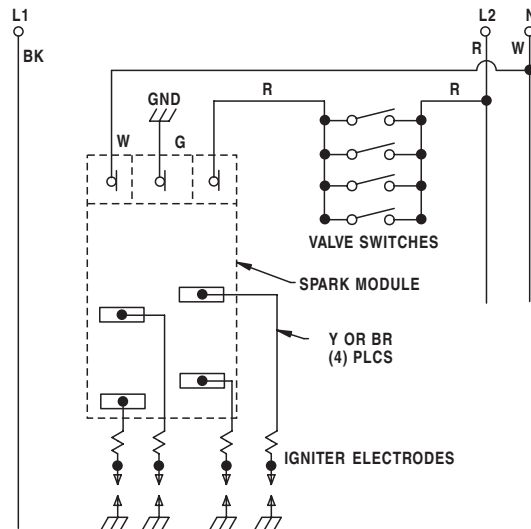 L1
L2
N
BK
R
W
GND
R
R
W
G
VALVE SWITCHES
SPARK MODULE
Y OR BR
(4) PLCS
IGNITER ELECTRODES